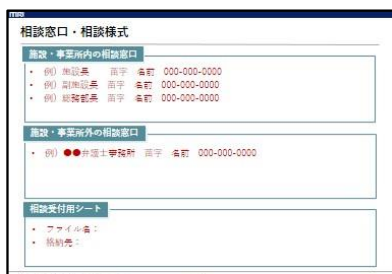 相談窓口・相談様式
施設・事業所内の相談窓口
• 例) 施設長 苗字 名前 000-000-0000
• 例) 副施設長 苗字 名前 000-000-0000
• 例) 総務部長 苗字 名前 000-000-0000
施設・事業所外の相談窓口
• 例) ●●弁護士事務所 苗字 名前 000-000-0000
相談受付用シート
• ファイル名：
• 格納先：